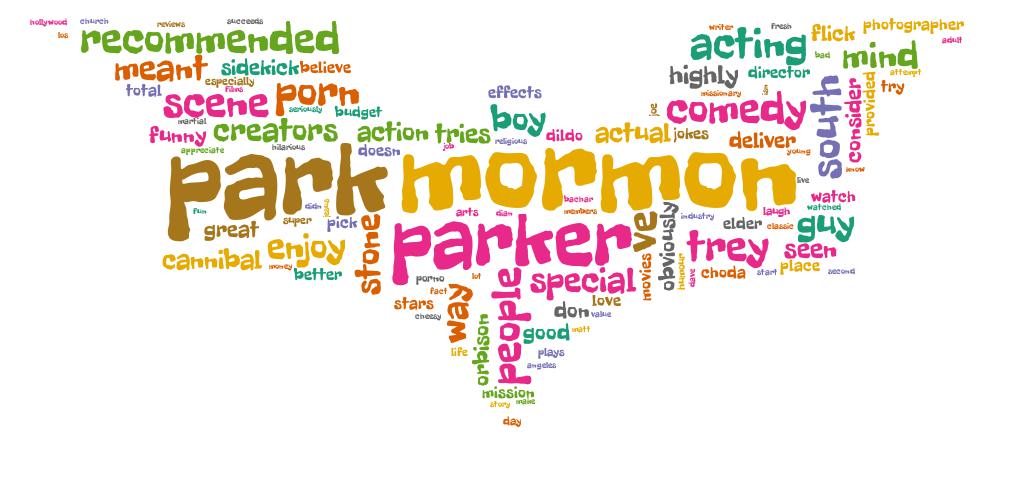 hollywood
church
reviews
succeeds
los
recommended
meant
sidekick
believe
total
especially
films
scene
porn
seriously
budget
martial
funny
creators
appreciate
hilarious
effects
boy
action
tries
job
religious
dildo
doesn
actual
jokes
joe
writer
fresh
flick
photographer
adult
acting
bad
mind
attempt
highly
director
missionary
try
comedy
south
consider
provided
deliver
young
know
park
mormon
live
fun
didn
jesus
super
pick
great
cannibal
enjoy
money
better
stone
arts
dian
bachar
members
parker
ve
obviously
industry
elder
laugh
classic
watch
watched
guy
trey
seen
movies
humour
dave
choda
start
place
second
porno
lot
fact
stars
cheesy
way
people
special
love
don
value
good
matt
life
orbison
plays
angeles
mission
story
make
day